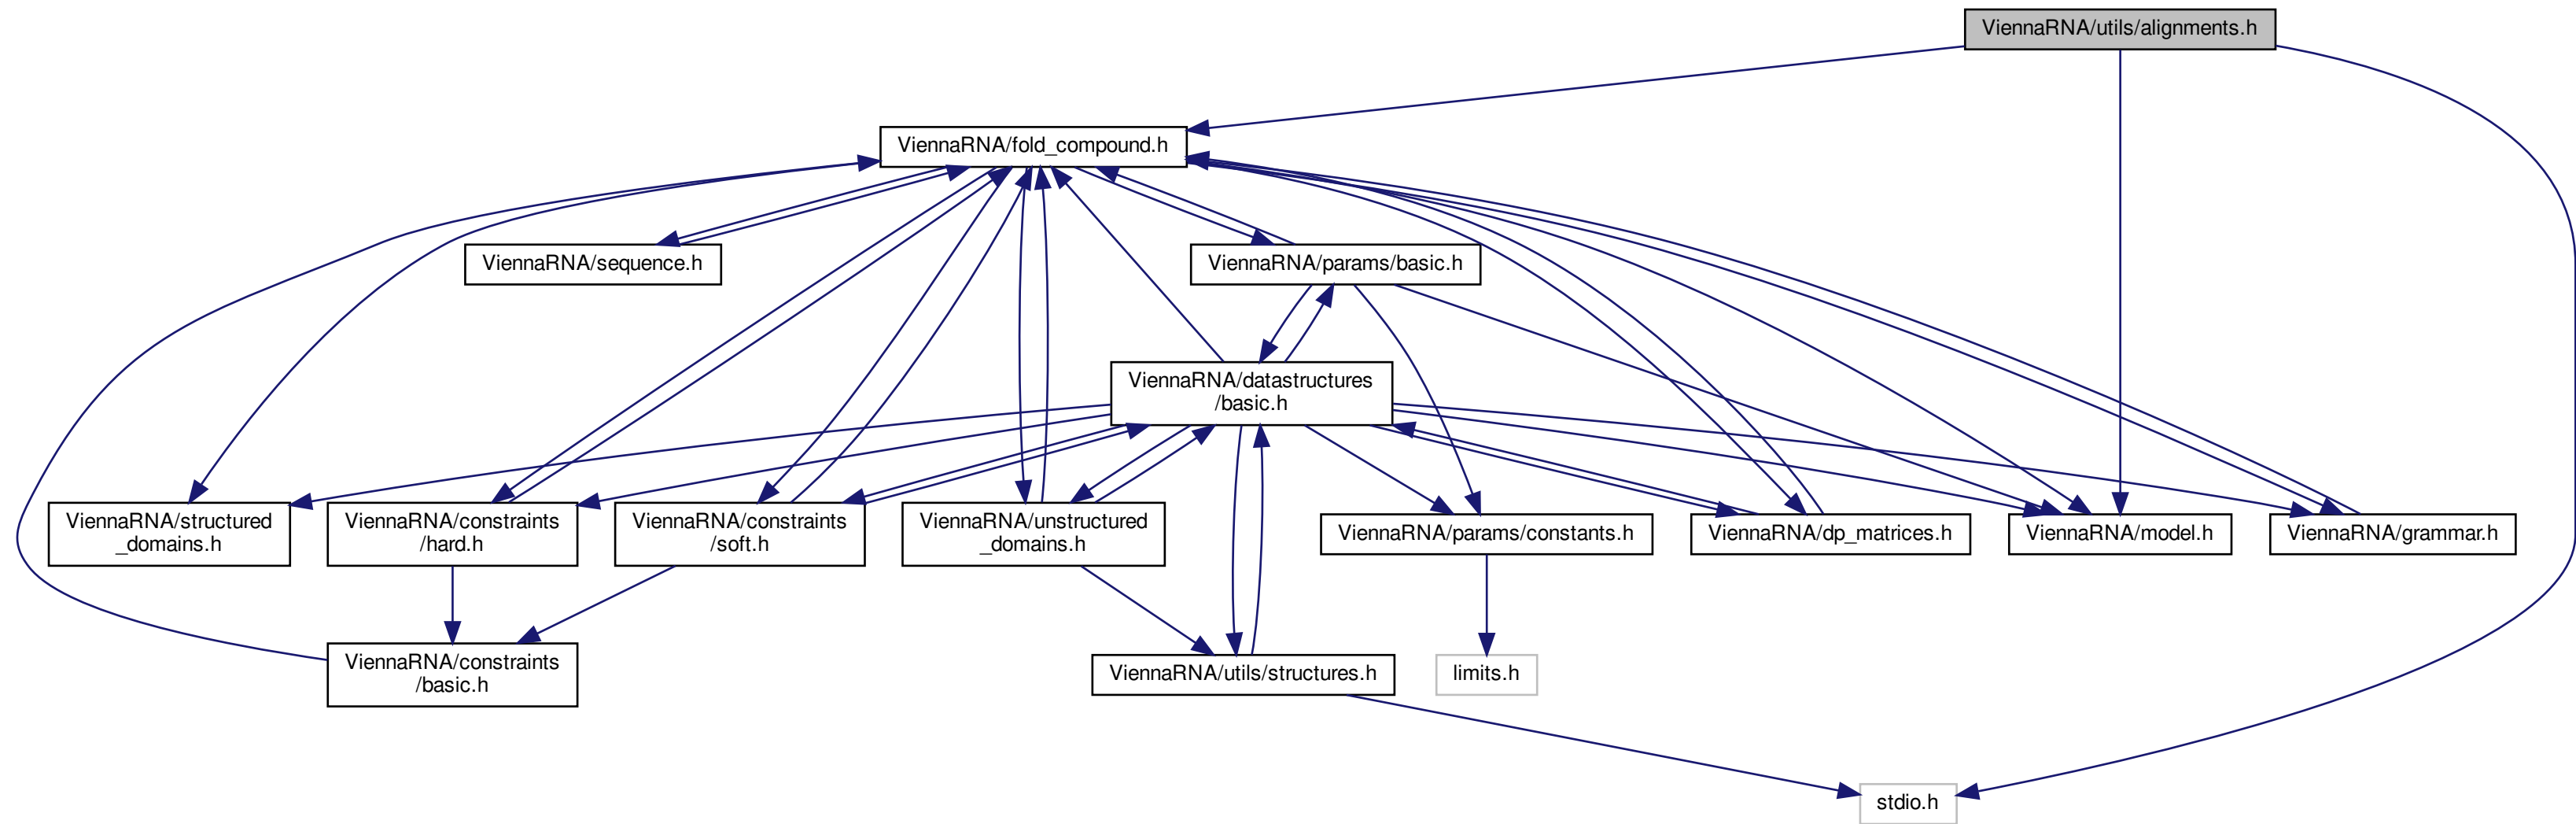 ViennaRNA/utils/alignments.h
ViennaRNA/fold_compound.h
ViennaRNA/sequence.h
ViennaRNA/params/basic.h
ViennaRNA/datastructures
/basic.h
ViennaRNA/structured
_domains.h
ViennaRNA/constraints
/hard.h
ViennaRNA/constraints
/soft.h
ViennaRNA/unstructured
_domains.h
ViennaRNA/params/constants.h
ViennaRNA/dp_matrices.h
ViennaRNA/model.h
ViennaRNA/grammar.h
ViennaRNA/constraints
/basic.h
ViennaRNA/utils/structures.h
limits.h
stdio.h